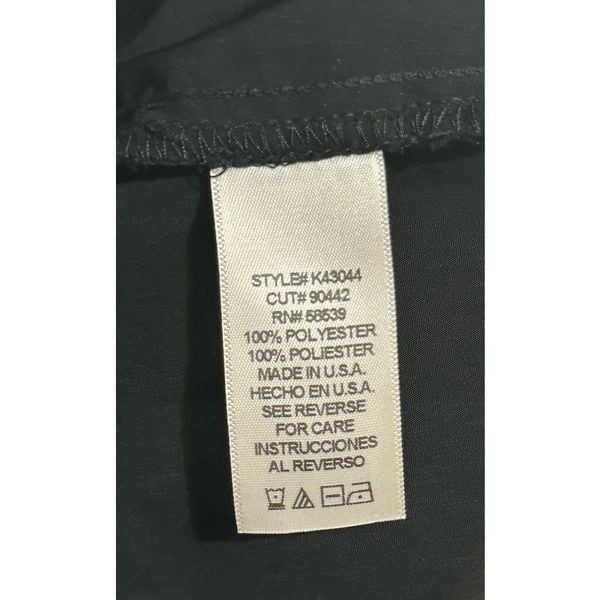 STYLE# K43044
CUT# 90442
RN# 58539
100% POLYESTER
100% POLIESTER
MADE IN U.S.A.
HECHO EN U.S.A.
SEE REVERSE
FOR CARE
INSTRUCCIONES
AL REVERSO